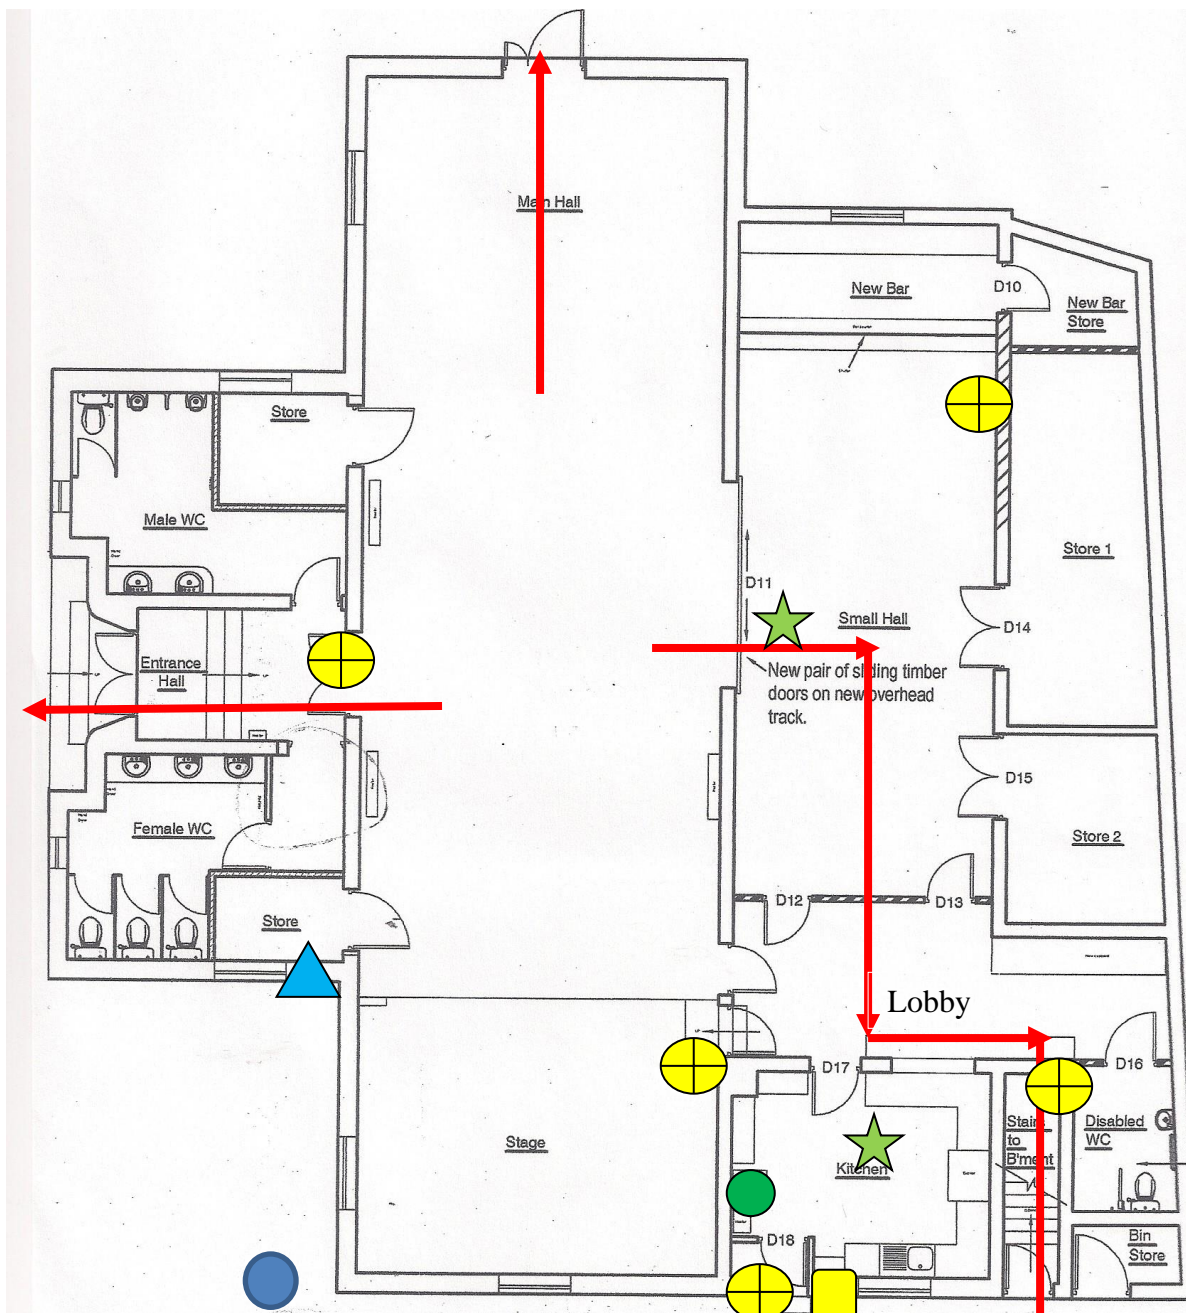 Main Hall
New Bar
D10
New Bar
Store
Store
Male WC
Store 1
D11
Small Hall
D14
Entrance
Hall
New pair of sliding timber
doors on new overhead
track.
D15
Female WC
Store 2
D12
D13
Store
Lobby
D17
D16
Stage
Stairs
to
B'ment
Disabled
WC
Kitchen
D18
Bin
Store